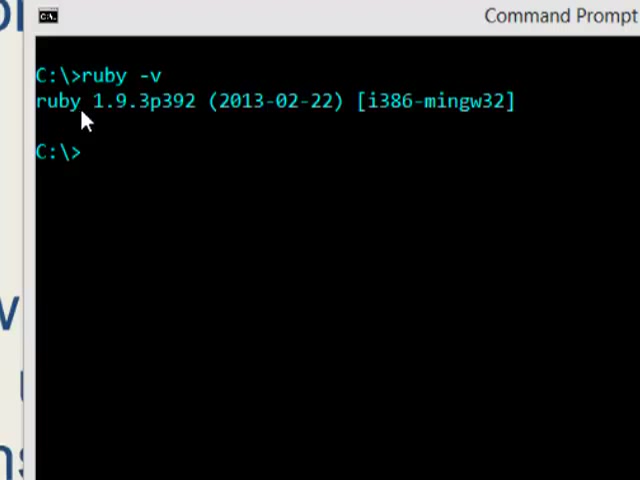 Command Prompt
C:\>ruby -v
ruby 1.9.3p392 (2013-02-22) [i386-mingw32]
C:\>